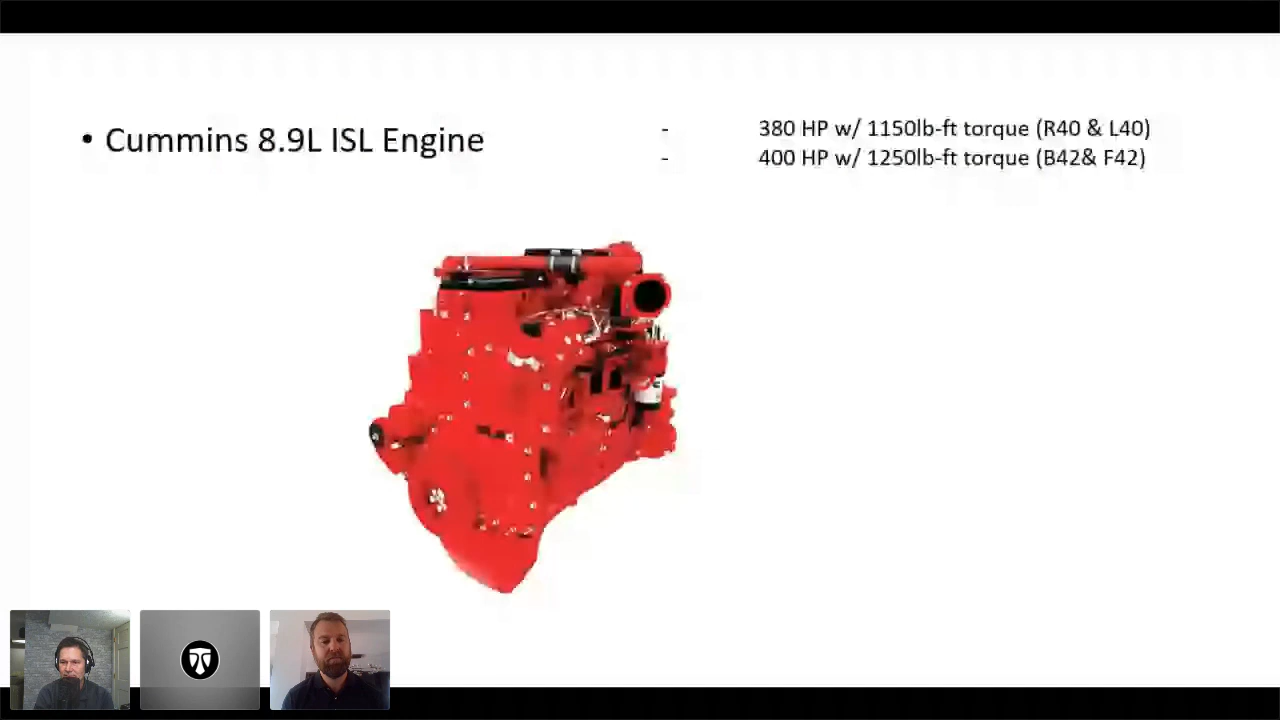 • Cummins 8.9L ISL Engine
- 380 HP w/ 1150lb-ft torque (R40 & L40)
- 400 HP w/ 1250lb-ft torque (B42& F42)